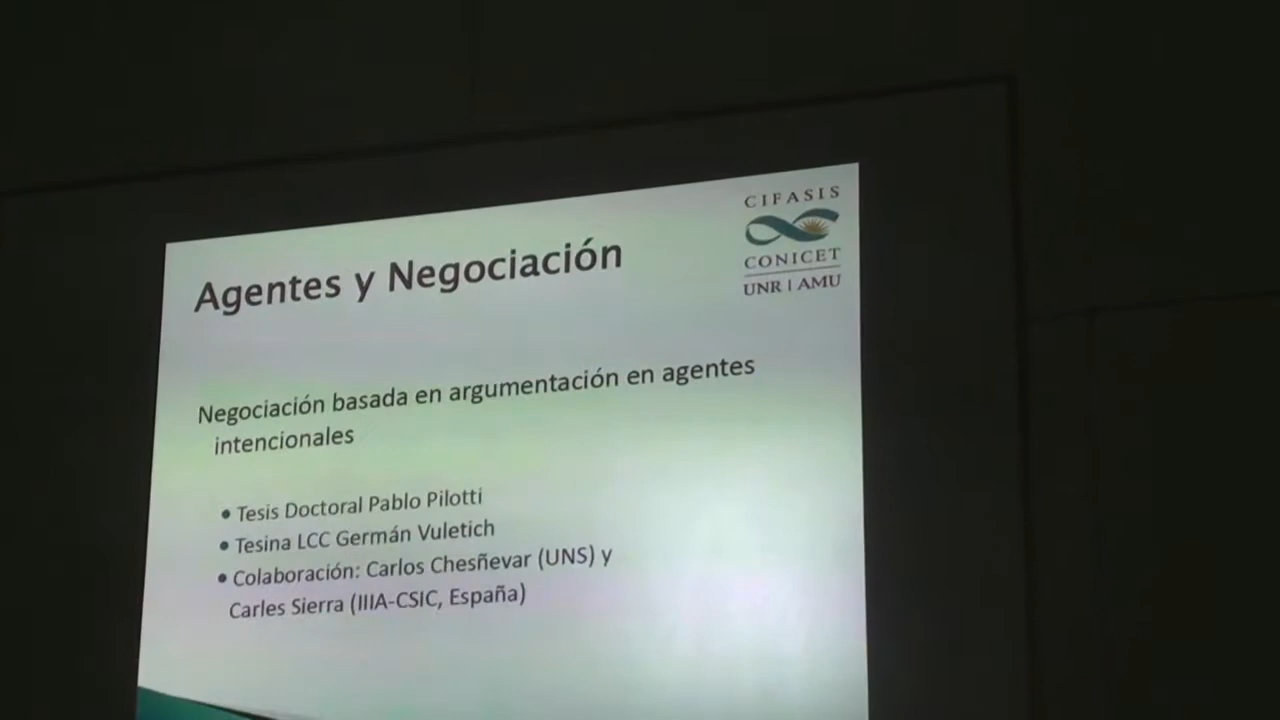 CIFASIS
CONICET
UNR | AMU
Agentes y Negociación
Negociación basada en argumentación en agentes
intencionales
• Tesis Doctoral Pablo Pilotti
• Tesina LCC Germán Vuletich
• Colaboración: Carlos Chesñevar (UNS) y
Carles Sierra (IIIA-CSIC, España)